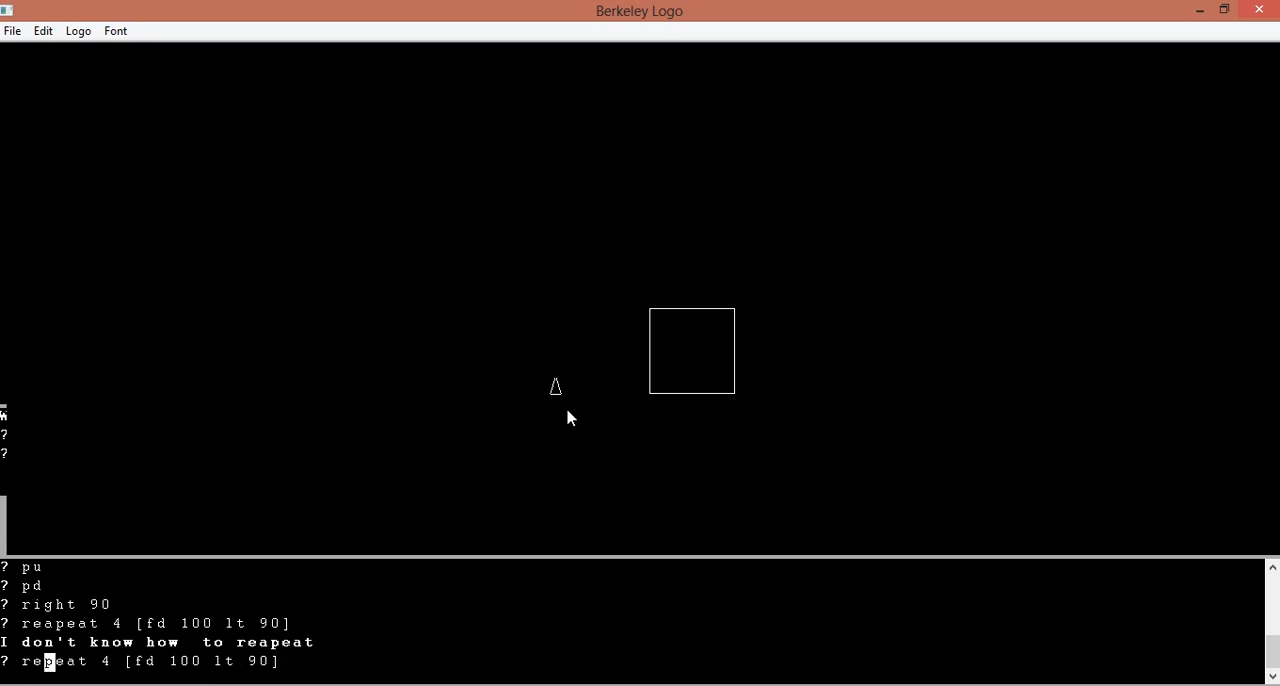 Berkeley Logo
File Edit Logo Font
W
?
?
? pu
? pd
? right 90
? reapeat 4 [fd 100 lt 90]
I don't know how  to reapeat
? repeat 4 [fd 100 lt 90]